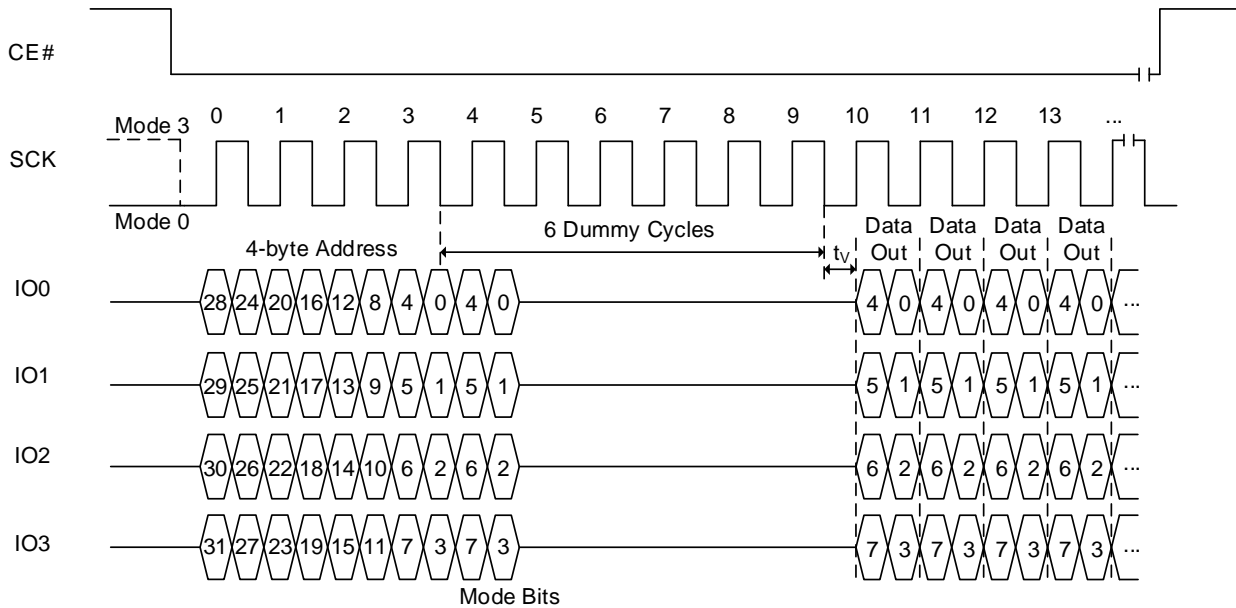 CE#
0 1 2 3 4 5 6 7 8 9 10 11 12 13 ...
Mode 3
SCK
Mode 0
6 Dummy Cycles
Data Out Data Out Data Out Data Out
4-byte Address
tV
IO0 28 24 20 16 12 8 4 0 4 0 4 0 4 0 4 0 4 0 ...
IO1 29 25 21 17 13 9 5 1 5 1 5 1 5 1 5 1 5 1 ...
IO2 30 26 22 18 14 10 6 2 6 2 6 2 6 2 6 2 6 2 ...
IO3 31 27 23 19 15 11 7 3 7 3 7 3 7 3 7 3 7 3 ...
Mode Bits